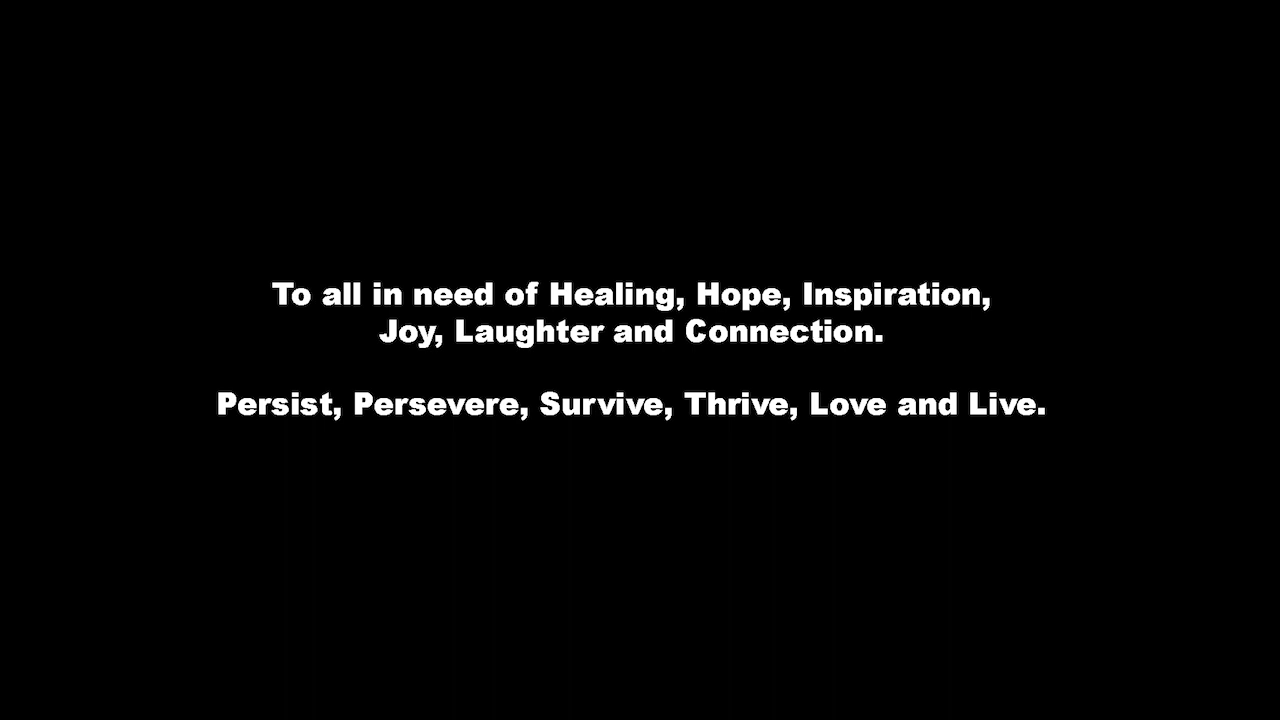 To all in need of Healing, Hope, Inspiration,
Joy, Laughter and Connection.
Persist, Persevere, Survive, Thrive, Love and Live.